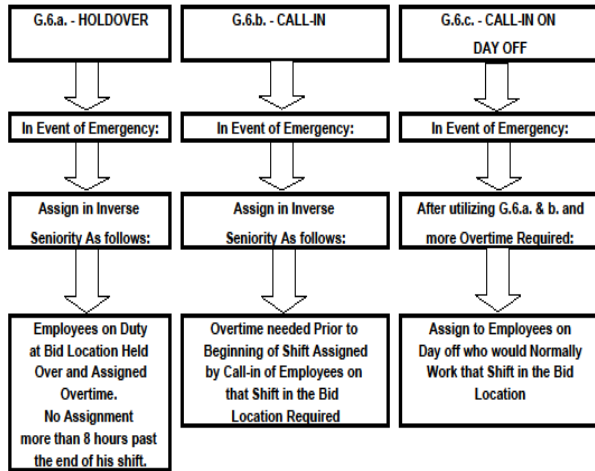 G.6.a. - HOLDOVER
In Event of Emergency:
Assign in Inverse
Seniority As follows:
Employees on Duty
at Bid Location Held
Over and Assigned
Overtime.
No Assignment
more than 8 hours past
the end of his shift.
G.6.b. - CALL-IN
In Event of Emergency:
Assign in Inverse
Seniority As follows:
Overtime needed Prior to
Beginning of Shift Assigned
by Call-in of Employees on
that Shift in the Bid
Location Required
G.6.c. - CALL-IN ON
DAY OFF
In Event of Emergency:
After utilizing G.6.a. & b. and
more Overtime Required:
Assign to Employees on
Day off who would Normally
Work that Shift in the Bid
Location